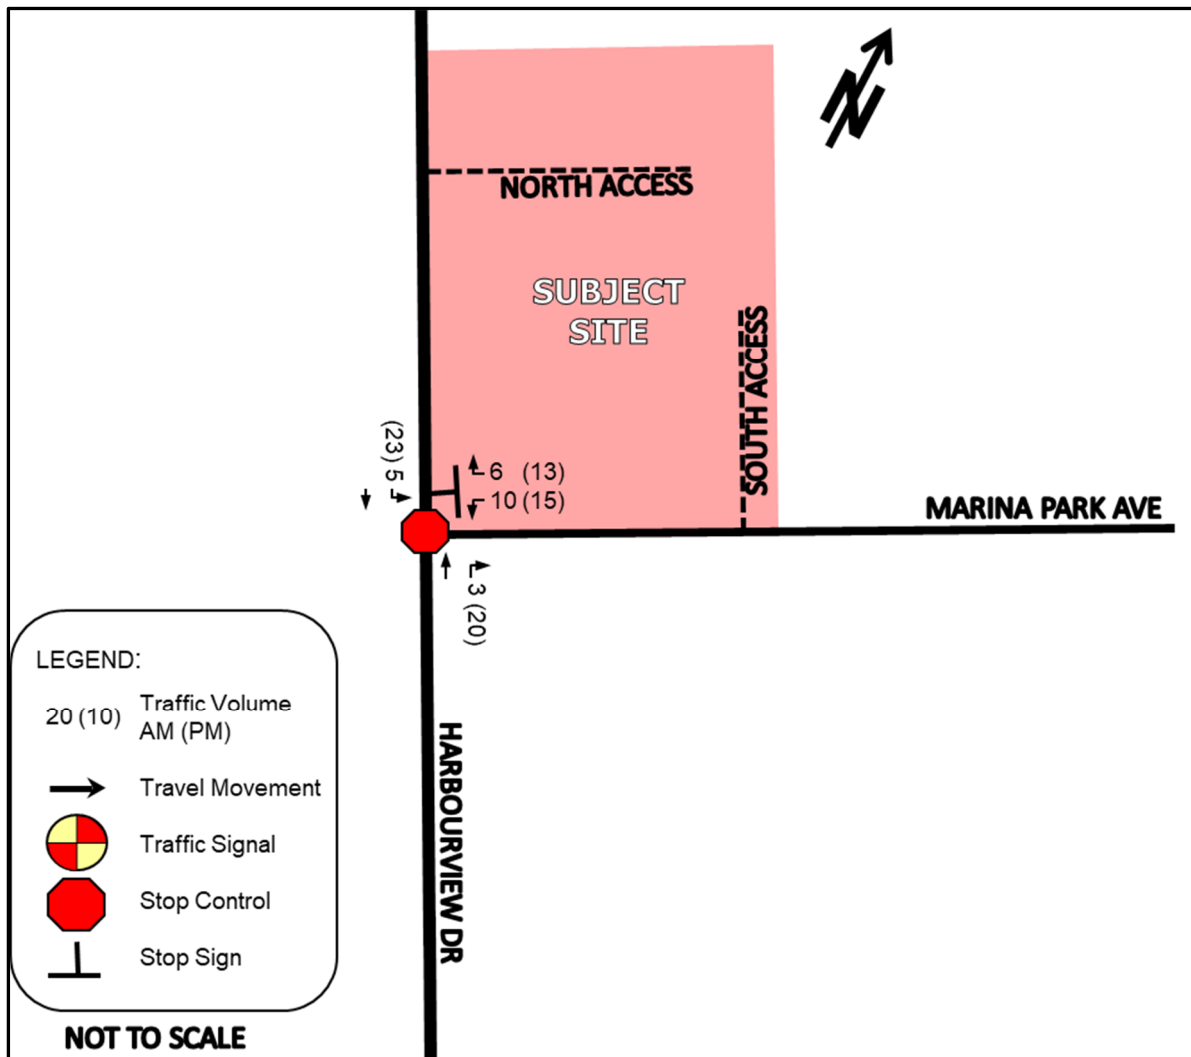 N
NORTH ACCESS
SUBJECT
SITE
SOUTH ACCESS
(23) 5
6 (13)
10 (15)
MARINA PARK AVE
3 (20)
HARBOURVIEW DR
LEGEND:
20 (10) Traffic Volume
AM (PM)
Travel Movement
Traffic Signal
Stop Control
Stop Sign
NOT TO SCALE